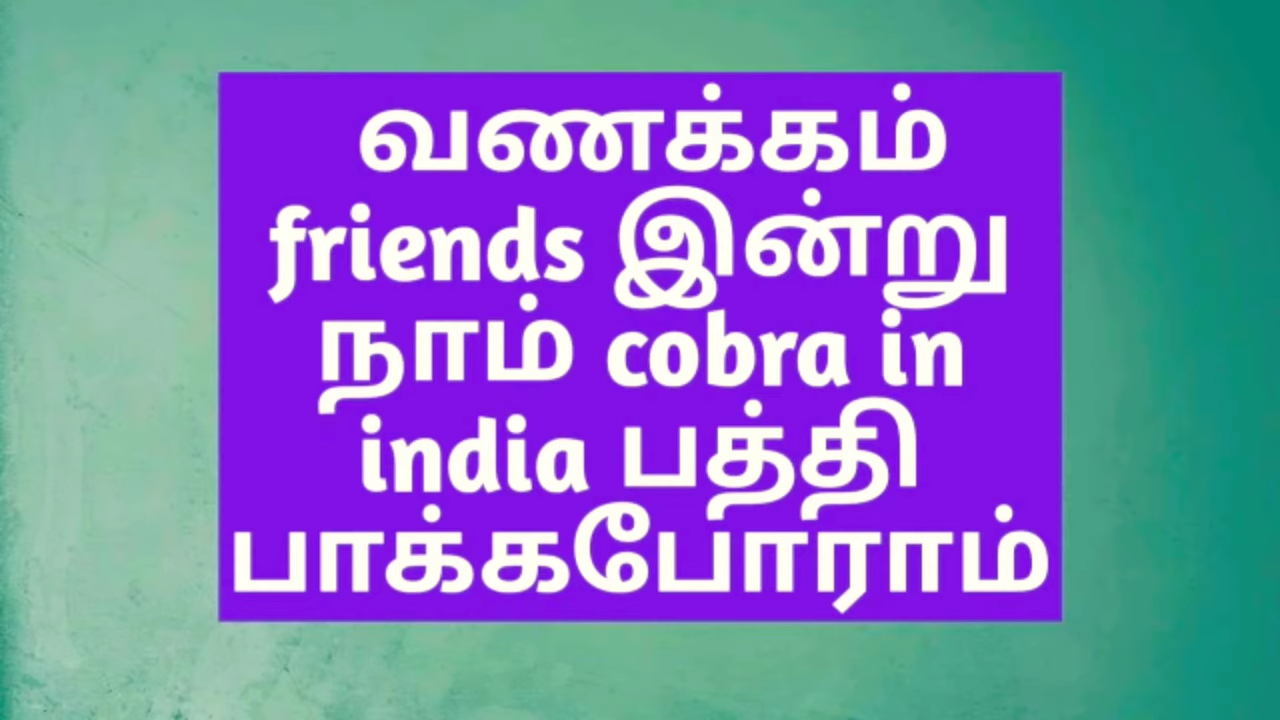 வணக்கம்
friends இன்று
நாம் cobra in
india பத்தி
பாக்கபோராம்